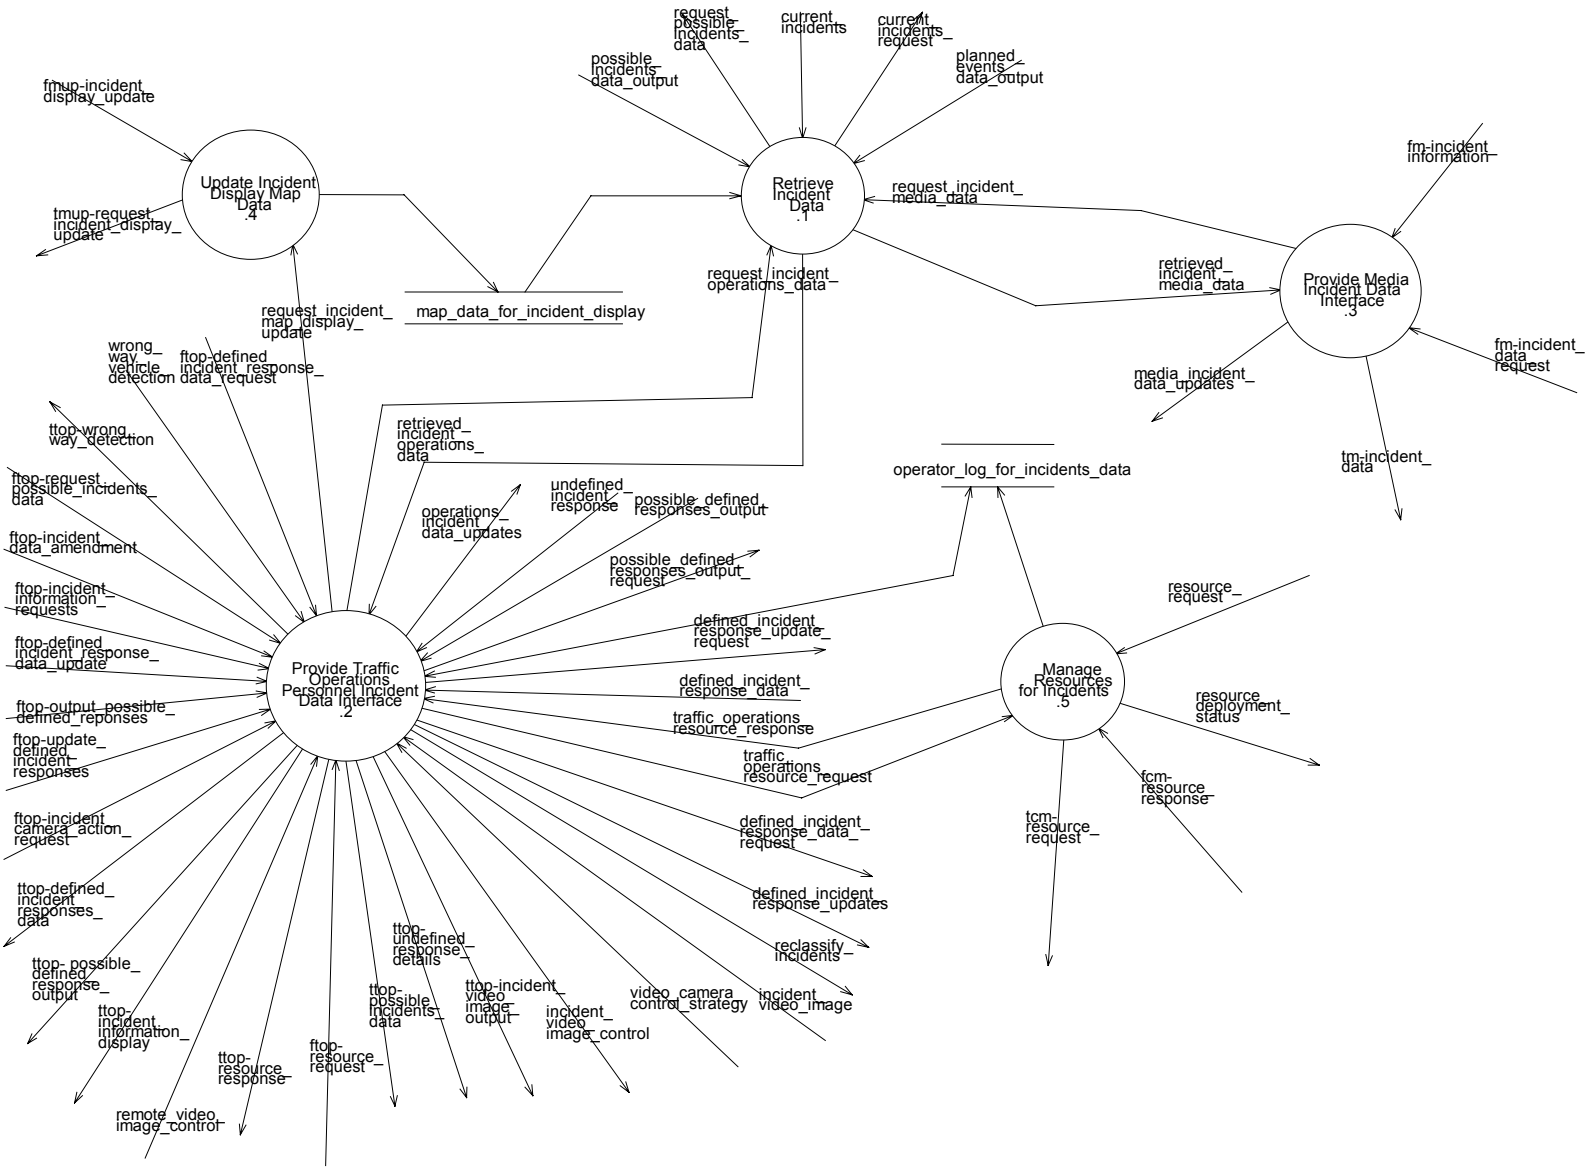 request_
possible_
incidents_
data
current_
incidents
current_
incidents_
request
possible_
incidents_
data_output
planned_
events_
data_output
fmup-incident_
display_update
fm-incident_
information
Update Incident
Display Map
Data
.4
Retrieve
Incident
Data
.1
request_incident_
media_data
tmup-request_
incident_display_
update
request_incident_
operations_data
retrieved_
incident_
media_data
Provide Media
Incident Data
Interface
.3
request_incident_
map_display_
update
map_data_for_incident_display
wrong_
way_
vehicle_
detection
ftop-defined_
incident_response_
data_request
fm-incident_
data_
request
media_incident_
data_updates
ttop-wrong_
way_detection
retrieved_
incident_
operations_
data
tm-incident_
data
operator_log_for_incidents_data
ftop-request_
possible_incidents_
data
operations_
incident_
data_updates
undefined_
incident_
response
possible_defined_
responses_output
ftop-incident_
data_amendment
possible_defined_
responses_output_
request
ftop-incident_
information_
requests
resource_
request
defined_incident_
response_update_
request
ftop-defined_
incident_response_
data_update
Provide Traffic
Operations
Personnel Incident
Data Interface
.2
defined_incident_
response_data
Manage
Resources
for Incidents
.5
resource_
deployment_
status
ftop-output_possible_
defined_reponses
traffic_operations_
resource_response
ftop-update_
defined_
incident_
responses
traffic_
operations_
resource_request
fcm-
resource_
response
ftop-incident_
camera_action_
request
defined_incident_
response_data_
request
tcm-
resource_
request
ttop-defined_
incident_
responses_
data
defined_incident_
response_updates
ttop-
undefined_
response_
details
reclassify_
incidents
ttop- possible_
defined_
response_
output
ttop-
possible_
incidents_
data
ttop-incident_
video_
image_
output
incident_
video_
image_control
video_camera_
control_strategy
incident_
video_image
ttop-
incident_
information_
display
ttop-
resource_
response
ftop-
resource_
request
remote_video_
image_control